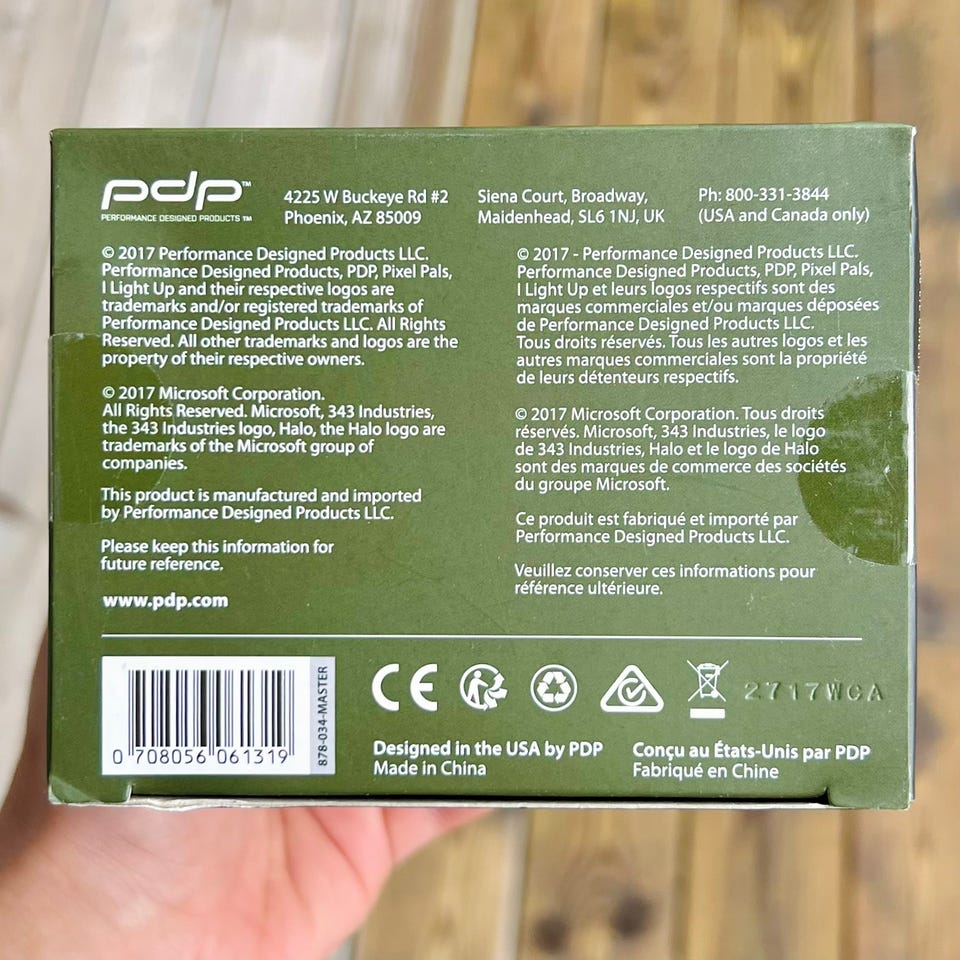 pdp™
PERFORMANCE DESIGNED PRODUCTS ™
4225 W Buckeye Rd #2
Phoenix, AZ 85009
Siena Court, Broadway,
Maidenhead, SL6 1NJ, UK
Ph: 800-331-3844
(USA and Canada only)
© 2017 Performance Designed Products LLC.
Performance Designed Products, PDP, Pixel Pals,
I Light Up and their respective logos are
trademarks and/or registered trademarks of
Performance Designed Products LLC. All Rights
Reserved. All other trademarks and logos are the
property of their respective owners.
© 2017 Microsoft Corporation.
All Rights Reserved. Microsoft, 343 Industries,
the 343 Industries logo, Halo, the Halo logo are
trademarks of the Microsoft group of
companies.
This product is manufactured and imported
by Performance Designed Products LLC.
Please keep this information for
future reference.
www.pdp.com
© 2017 - Performance Designed Products LLC.
Performance Designed Products, PDP, Pixel Pals,
I Light Up et leurs logos respectifs sont des
marques commerciales et/ou marques déposées
de Performance Designed Products LLC.
Tous droits réservés. Tous les autres logos et les
autres marques commerciales sont la propriété
de leurs détenteurs respectifs.
© 2017 Microsoft Corporation. Tous droits
réservés. Microsoft, 343 Industries, le logo
de 343 Industries, Halo et le logo de Halo
sont des marques de commerce des sociétés
du groupe Microsoft.
Ce produit est fabriqué et importé par
Performance Designed Products LLC.
Veuillez conserver ces informations pour
référence ultérieure.
0 708056 061319
878-034-MASTER
CE
2717WCA
Designed in the USA by PDP
Made in China
Conçu au États-Unis par PDP
Fabriqué en Chine